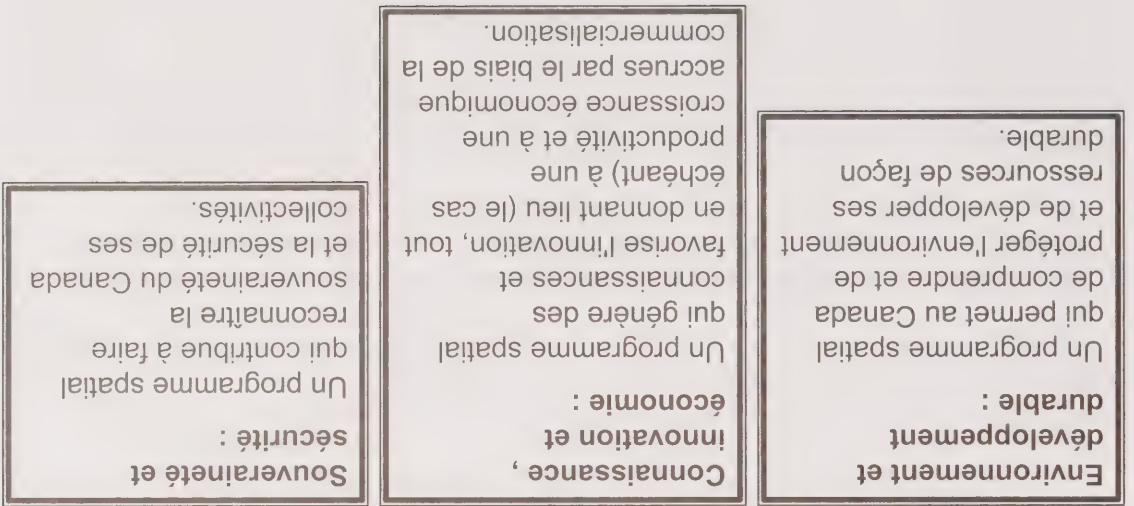 Environnement et
développement
durable :
Un programme spatial
qui permet au Canada
de comprendre et de
protéger l'environnement
et de développer ses
ressources de façon
durable.
Connaissance,
innovation et
économie :
Un programme spatial
qui génère des
connaissances et
favorise l'innovation, tout
en donnant lieu (le cas
échéant) à une
productivité et à une
croissance économique
accrues par le biais de la
commercialisation.
Souveraineté et
sécurité :
Un programme spatial
qui contribue à faire
reconnaître la
souveraineté du Canada
et la sécurité de ses
collectivités.